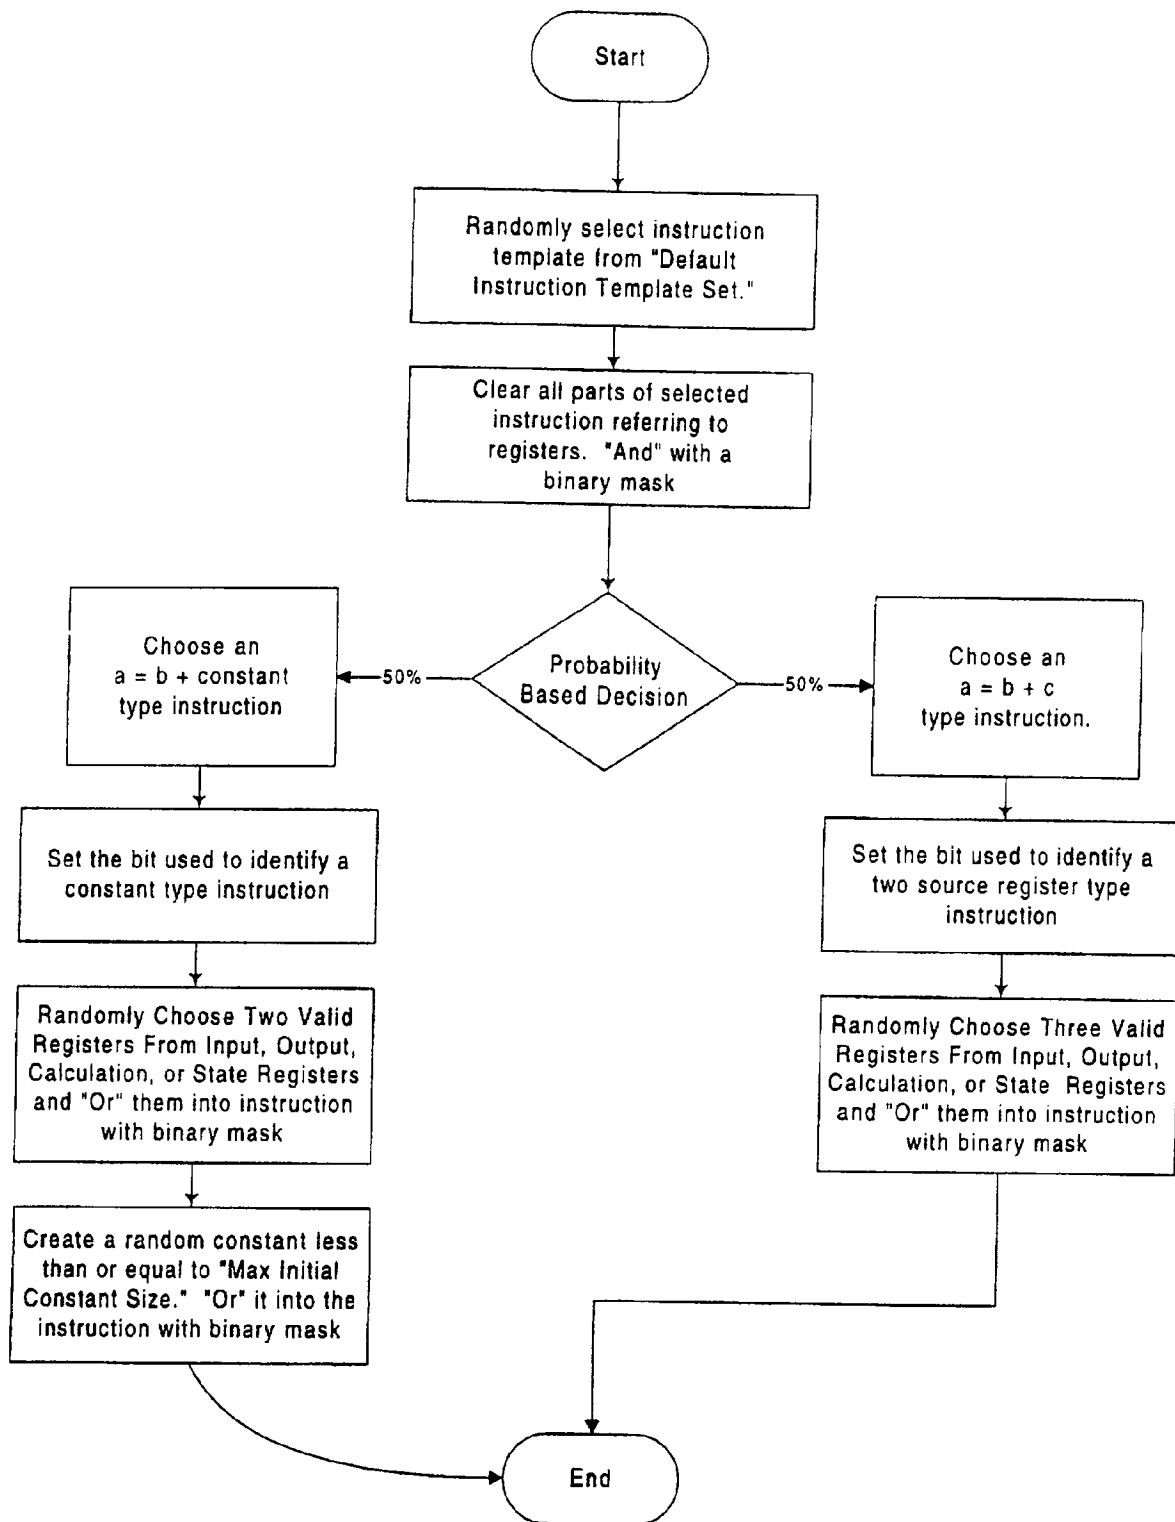 Start
Randomly select instruction
template from "Default
Instruction Template Set."
Clear all parts of selected
instruction referring to
registers. "And" with a
binary mask
Probability
Based Decision
50%
50%
Choose an
a = b + constant
type instruction
Choose an
a = b + c
type instruction.
Set the bit used to identify a
constant type instruction
Set the bit used to identify a
two source register type
instruction
Randomly Choose Two Valid
Registers From Input, Output,
Calculation, or State Registers
and "Or" them into instruction
with binary mask
Randomly Choose Three Valid
Registers From Input, Output,
Calculation, or State Registers
and "Or" them into instruction
with binary mask
Create a random constant less
than or equal to "Max Initial
Constant Size." "Or" it into the
instruction with binary mask
End